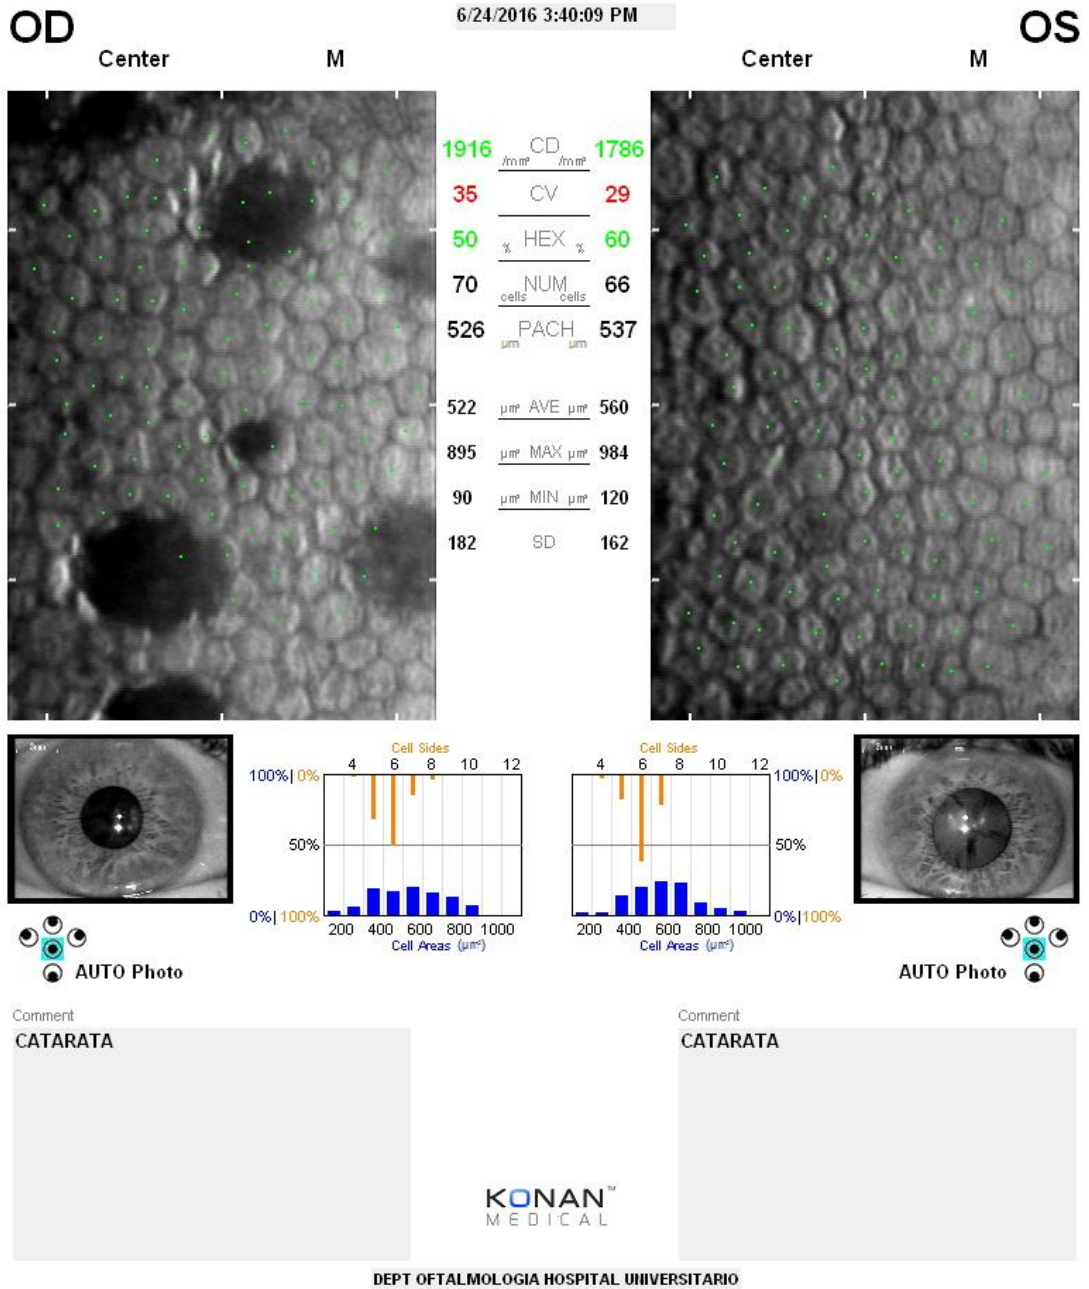 6/24/2016 3:40:09 PM
OD
OS
Center M
Center M
1916 /mm² CD /mm² 1786
35 CV 29
50 % HEX % 60
70 cells NUM cells 66
526 µm PACH µm 537
522 µm² AVE µm² 560
895 µm² MAX µm² 984
90 µm² MIN µm² 120
182 SD 162
Cell Sides
4 6 8 10 12
100%|0%
50%
0%|100%
200 400 600 800 1000
Cell Areas (µm²)
Cell Sides
4 6 8 10 12
100%|0%
50%
0%|100%
200 400 600 800 1000
Cell Areas (µm²)
AUTO Photo
AUTO Photo
Comment
CATARATA
Comment
CATARATA
KONAN™
MEDICAL
DEPT OFTALMOLOGIA HOSPITAL UNIVERSITARIO